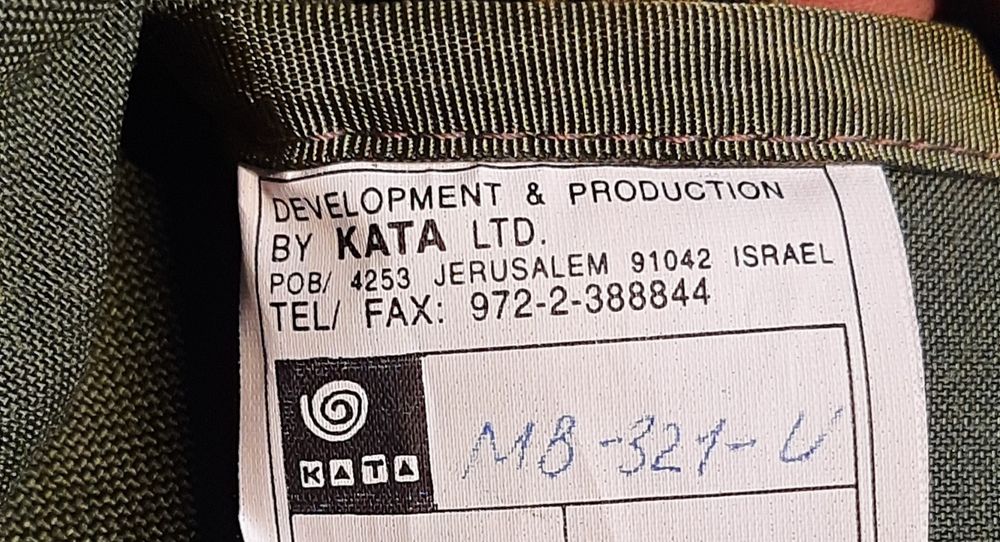 DEVELOPMENT & PRODUCTION
BY KATA LTD.
POB/ 4253 JERUSALEM 91042 ISRAEL
TEL/ FAX: 972-2-388844
KATA
MB-321-U